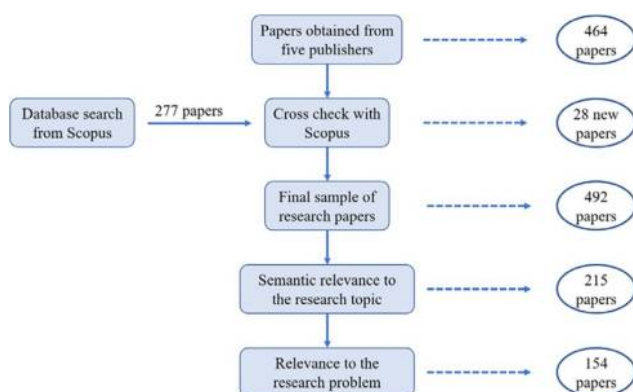 Papers obtained from
five publishers
464
papers
Database search
from Scopus
277 papers
Cross check with
Scopus
28 new
papers
Final sample of
research papers
492
papers
Semantic relevance to
the research topic
215
papers
Relevance to the
research problem
154
papers